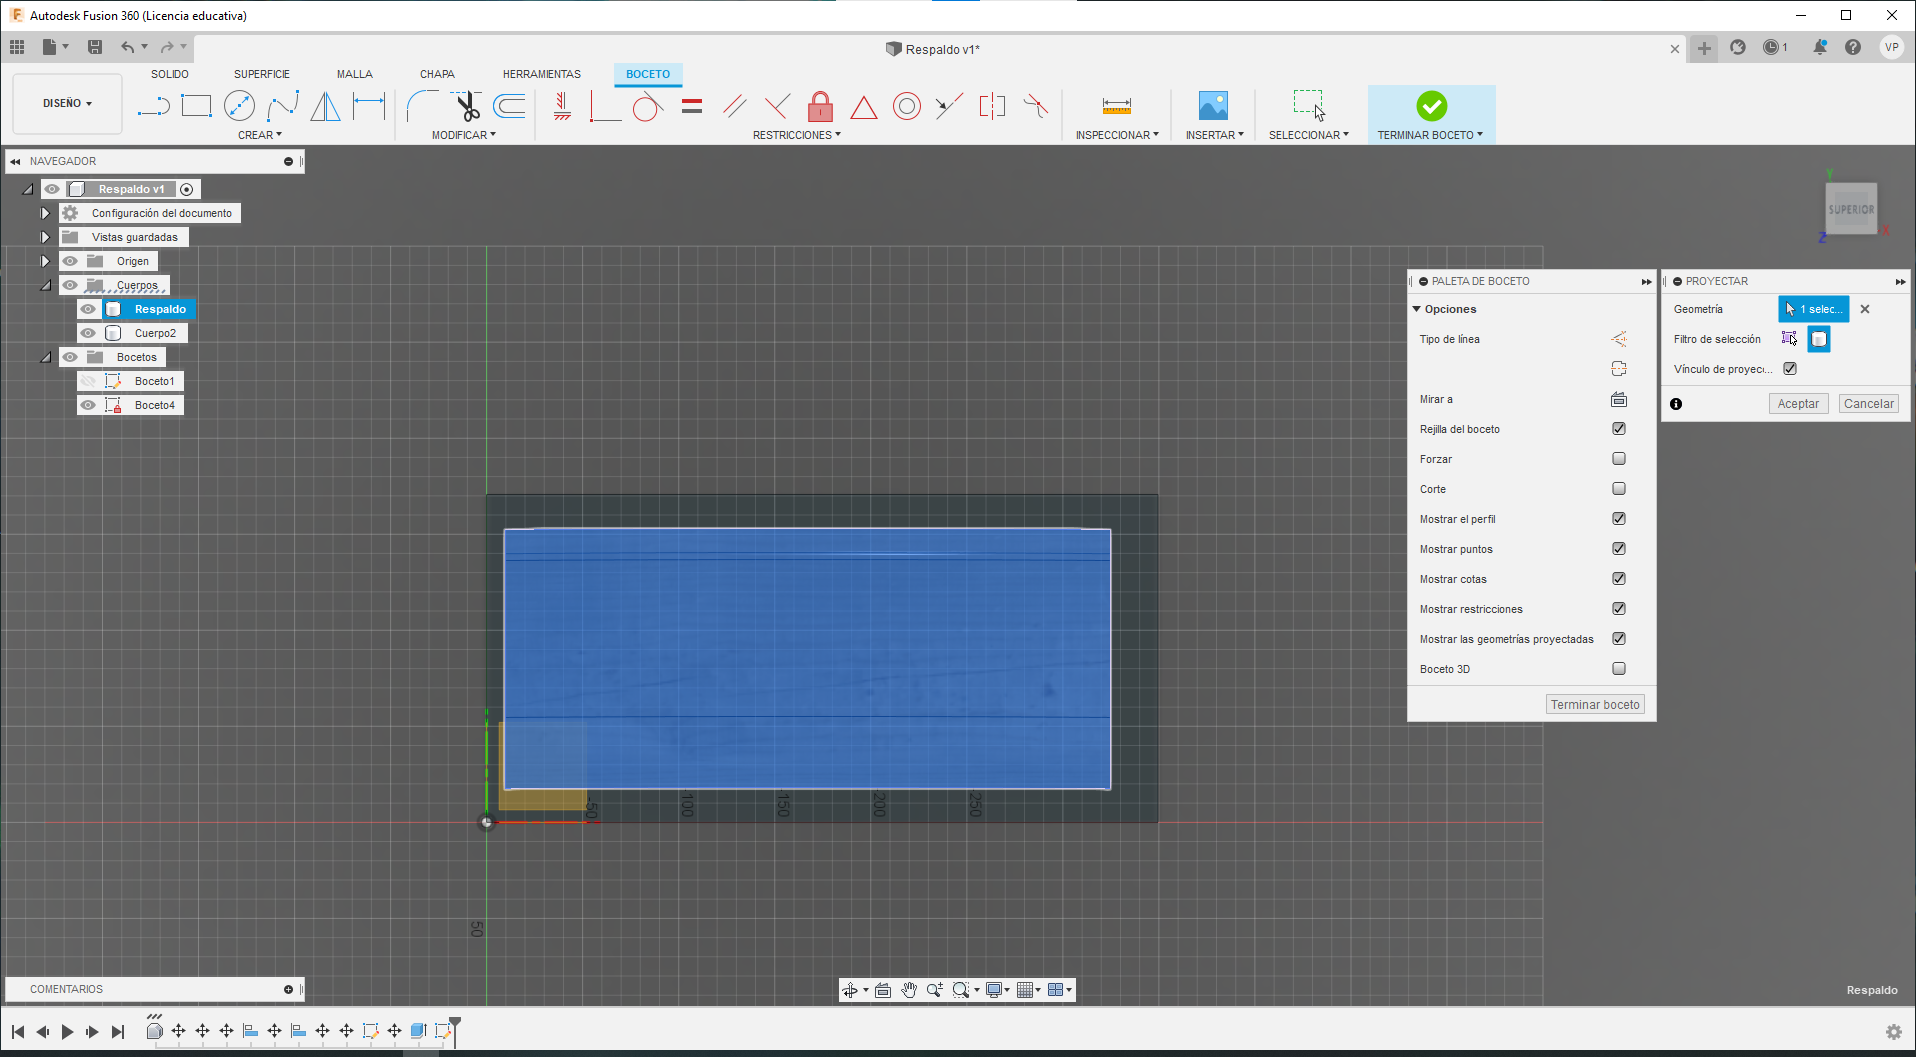 Autodesk Fusion 360 (Licencia educativa)
Respaldo v1*
1
VP
DISEÑO
SOLIDO
SUPERFICIE
MALLA
CHAPA
HERRAMIENTAS
BOCETO
CREAR
MODIFICAR
RESTRICCIONES
INSPECCIONAR
INSERTAR
SELECCIONAR
TERMINAR BOCETO
NAVEGADOR
Respaldo v1
Configuración del documento
Vistas guardadas
Origen
Cuerpos
Respaldo
Cuerpo2
Bocetos
Boceto1
Boceto4
Y
SUPERIOR
Z
X
PALETA DE BOCETO
Opciones
Tipo de línea
Mirar a
Rejilla del boceto
Forzar
Corte
Mostrar el perfil
Mostrar puntos
Mostrar cotas
Mostrar restricciones
Mostrar las geometrías proyectadas
Boceto 3D
Terminar boceto
PROYECTAR
Geometría
1 selec...
Filtro de selección
Vínculo de proyec...
Aceptar
Cancelar
50
100
150
200
250
50
COMENTARIOS
Respaldo